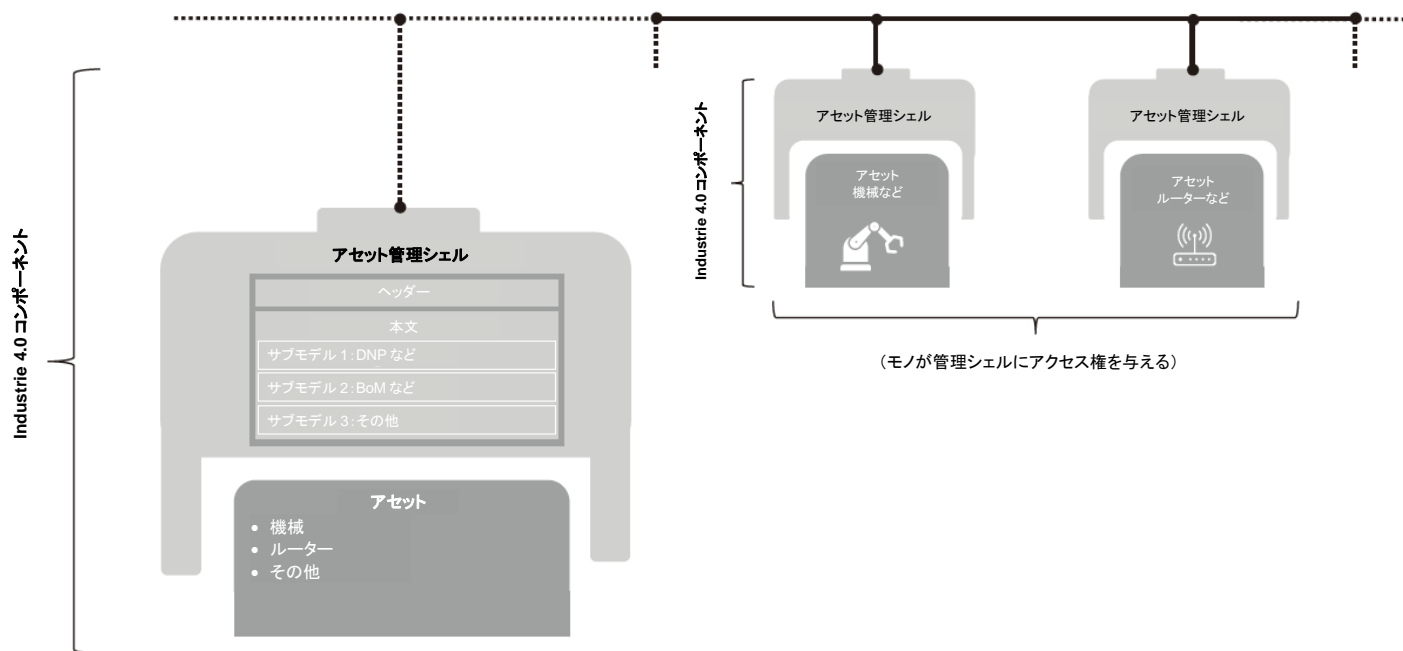 Industrie 4.0 コンポーネント
アセット管理シェル
ヘッダー
本文
サブモデル 1：DNP など
サブモデル 2：BoM など
サブモデル 3：その他
アセット
• 機械
• ルーター
• その他
Industrie 4.0 コンポーネント
アセット管理シェル
アセット
機械など
アセット管理シェル
アセット
ルーターなど
（モノが管理シェルにアクセス権を与える）